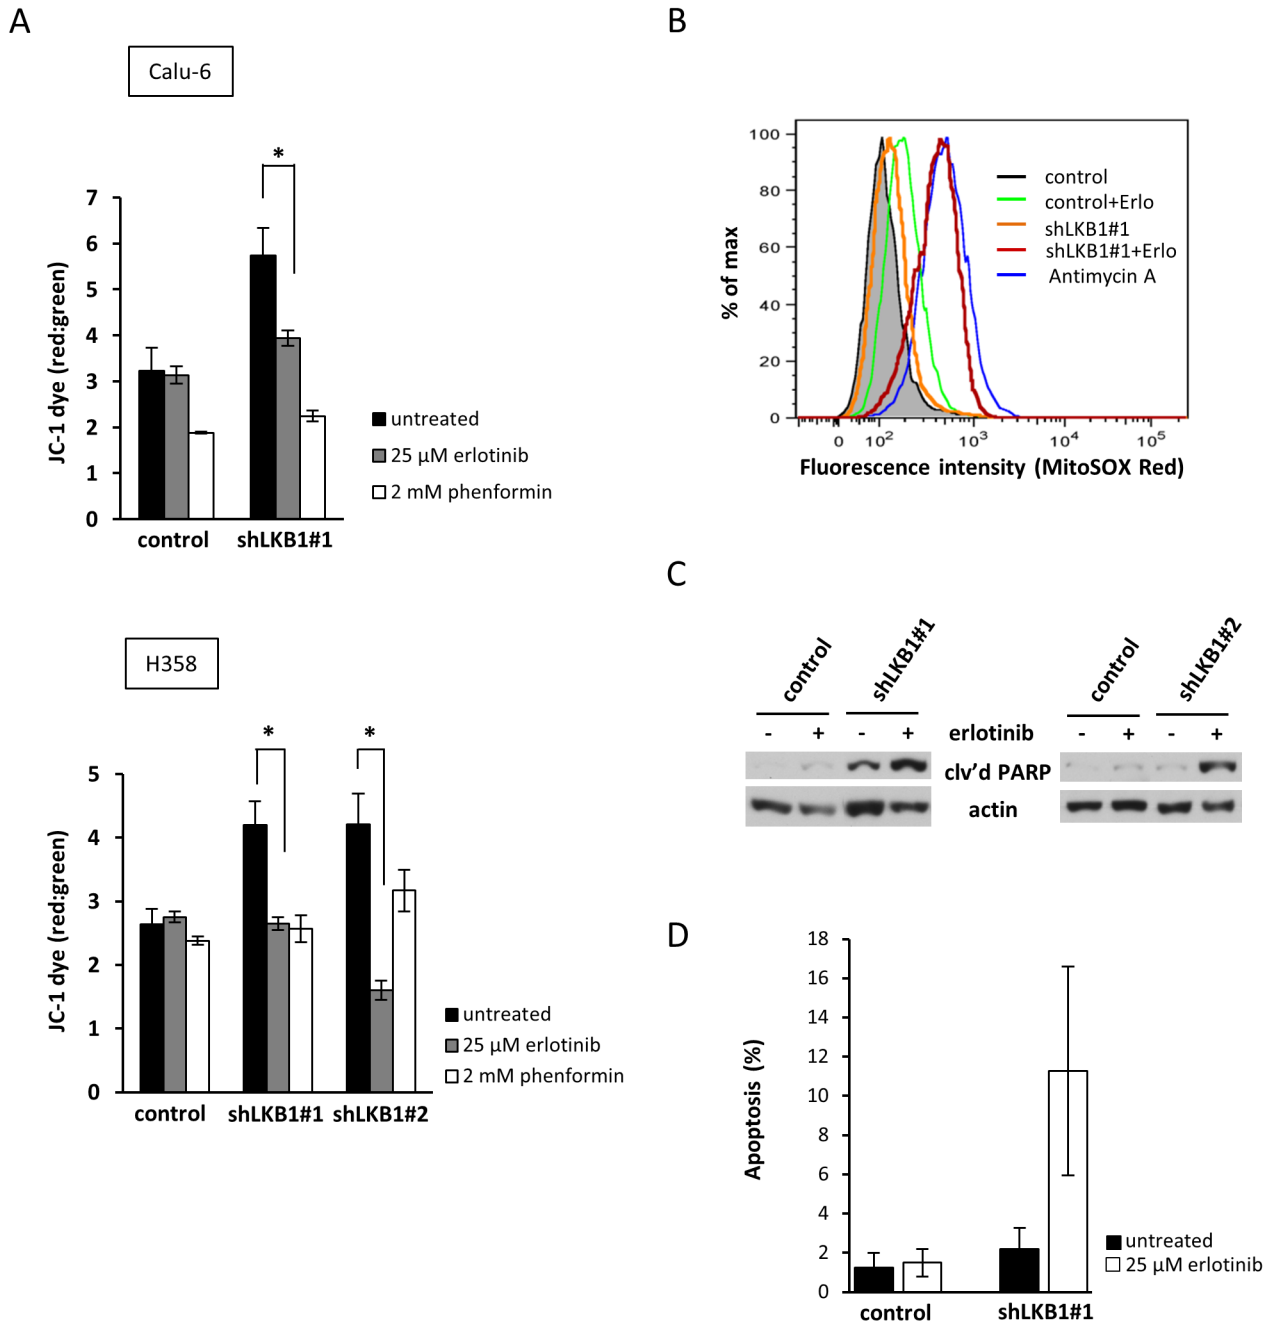 A
Calu-6
*
7
6
5
4
3
2
1
0
JC-1 dye (red:green)
control
shLKB1#1
untreated
25 µM erlotinib
2 mM phenformin
H358
*
*
5
4
3
2
1
0
JC-1 dye (red:green)
control
shLKB1#1
shLKB1#2
untreated
25 µM erlotinib
2 mM phenformin
B
100
80
60
40
20
0
% of max
0 10² 10³ 10⁴ 10⁵
Fluorescence intensity (MitoSOX Red)
control
control+Erlo
shLKB1#1
shLKB1#1+Erlo
Antimycin A
C
control
shLKB1#1
control
shLKB1#2
- + - + erlotinib - + - +
clv'd PARP
actin
D
18
16
14
12
10
8
6
4
2
0
Apoptosis (%)
control
shLKB1#1
untreated
25 µM erlotinib